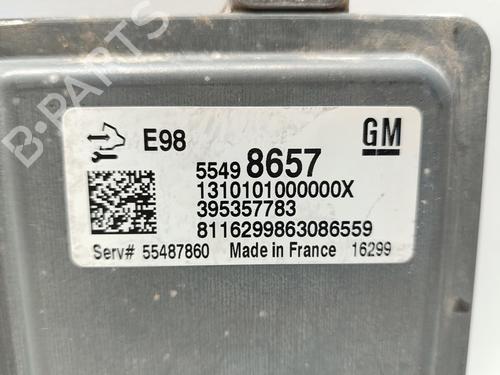 B-PARTS
E98
GM
5549 8657
1310101000000X
395357783
8116299863086559
Serv# 55487860 Made in France 16299